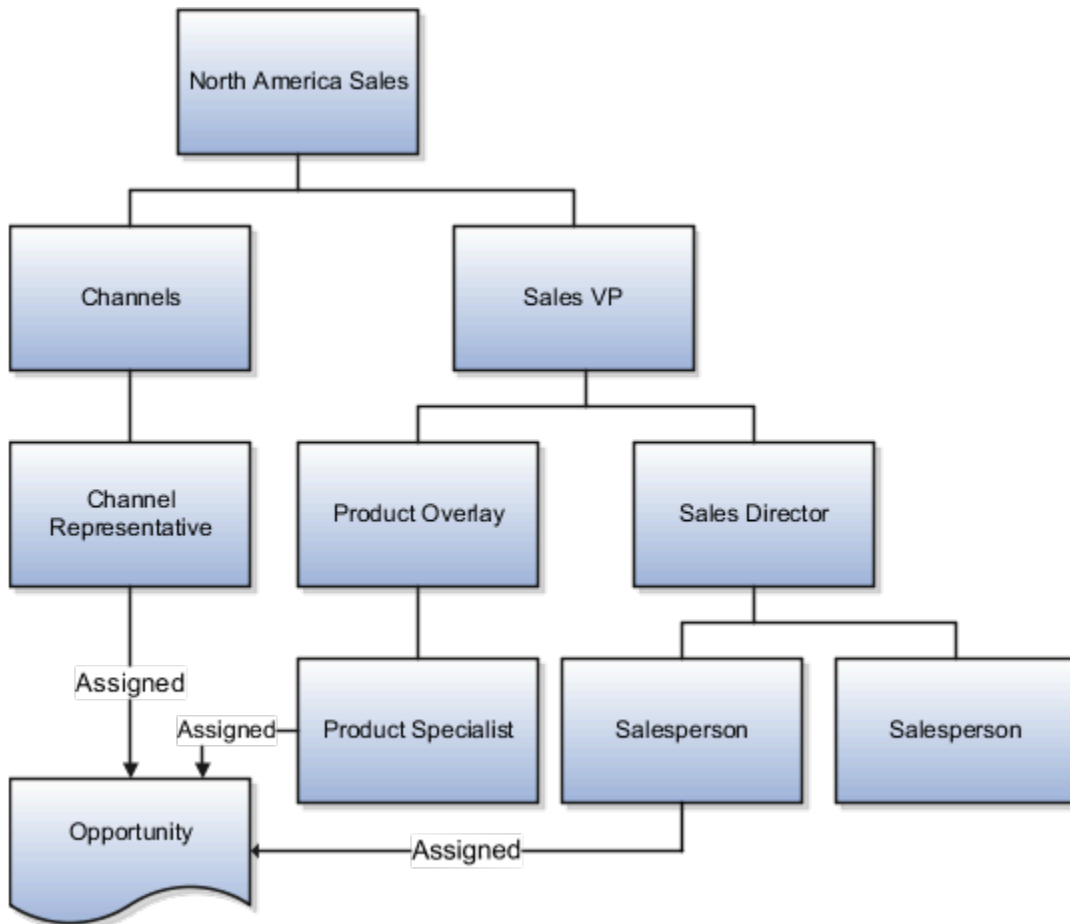 North America Sales
Channels
Sales VP
Channel
Representative
Product Overlay
Sales Director
Assigned
Assigned
Product Specialist
Salesperson
Salesperson
Opportunity
Assigned